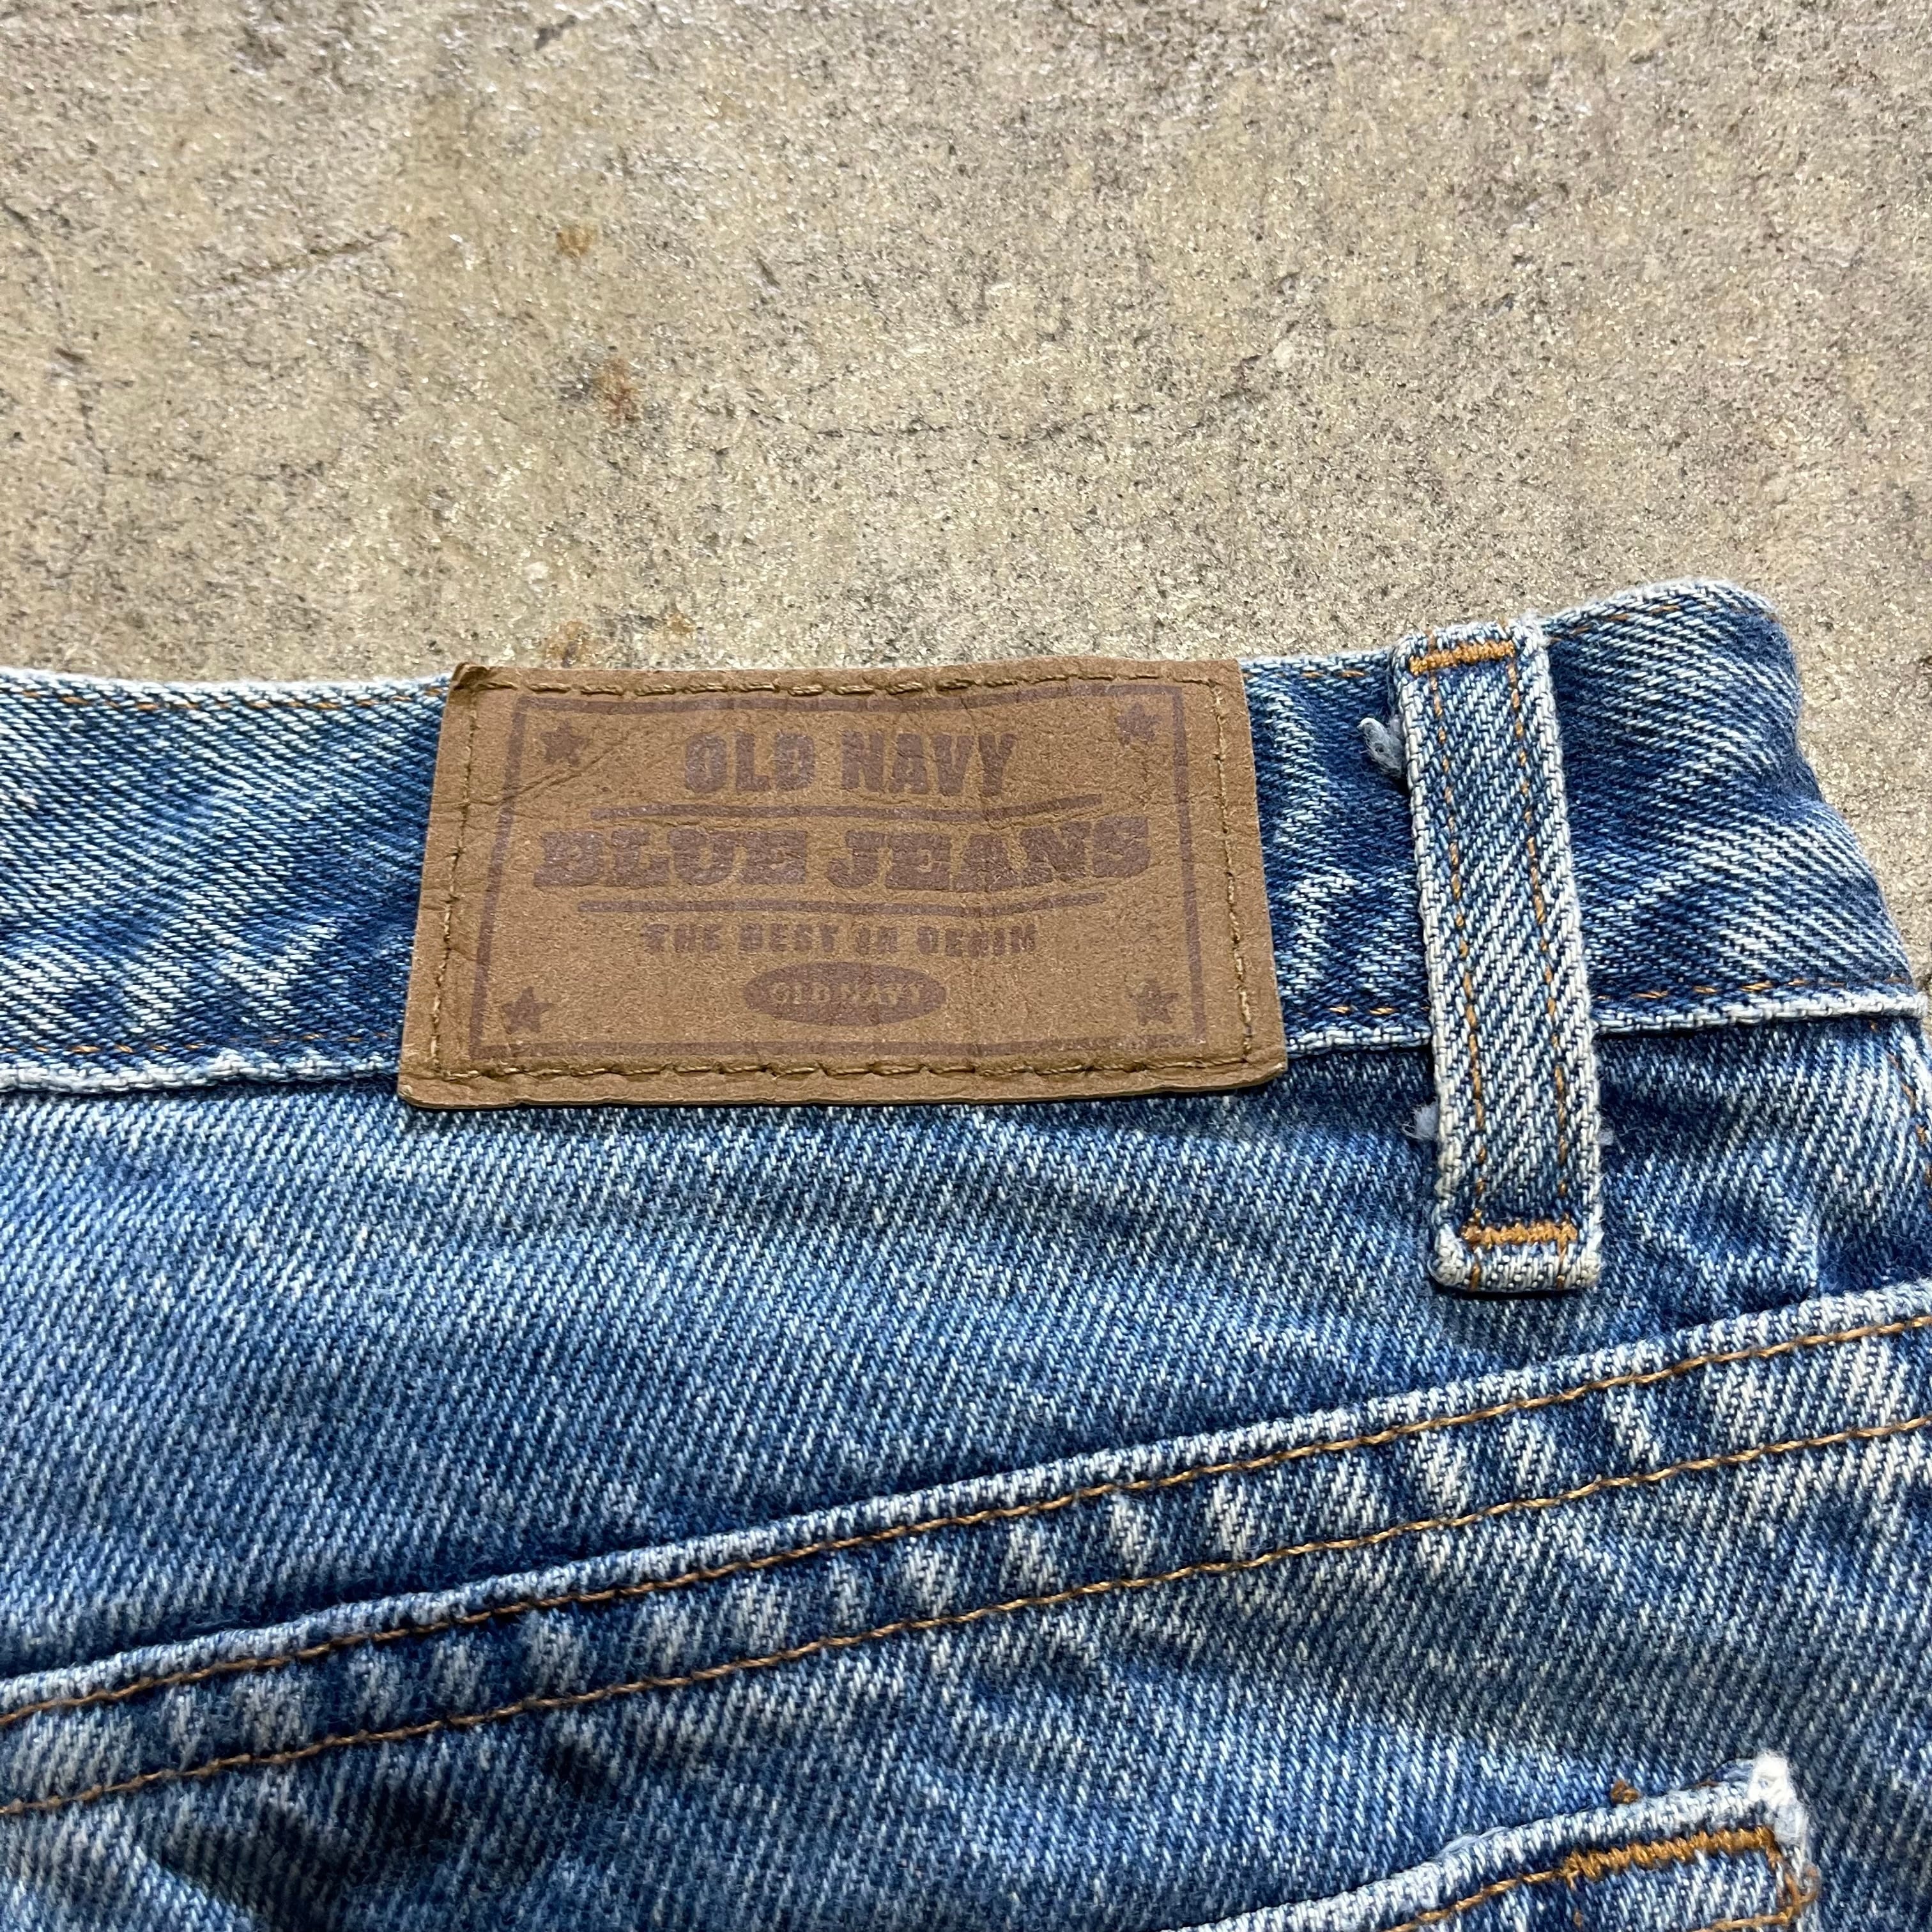 OLD NAVY
BLUE JEANS
THE BEST IN DENIM
OLD NAVY